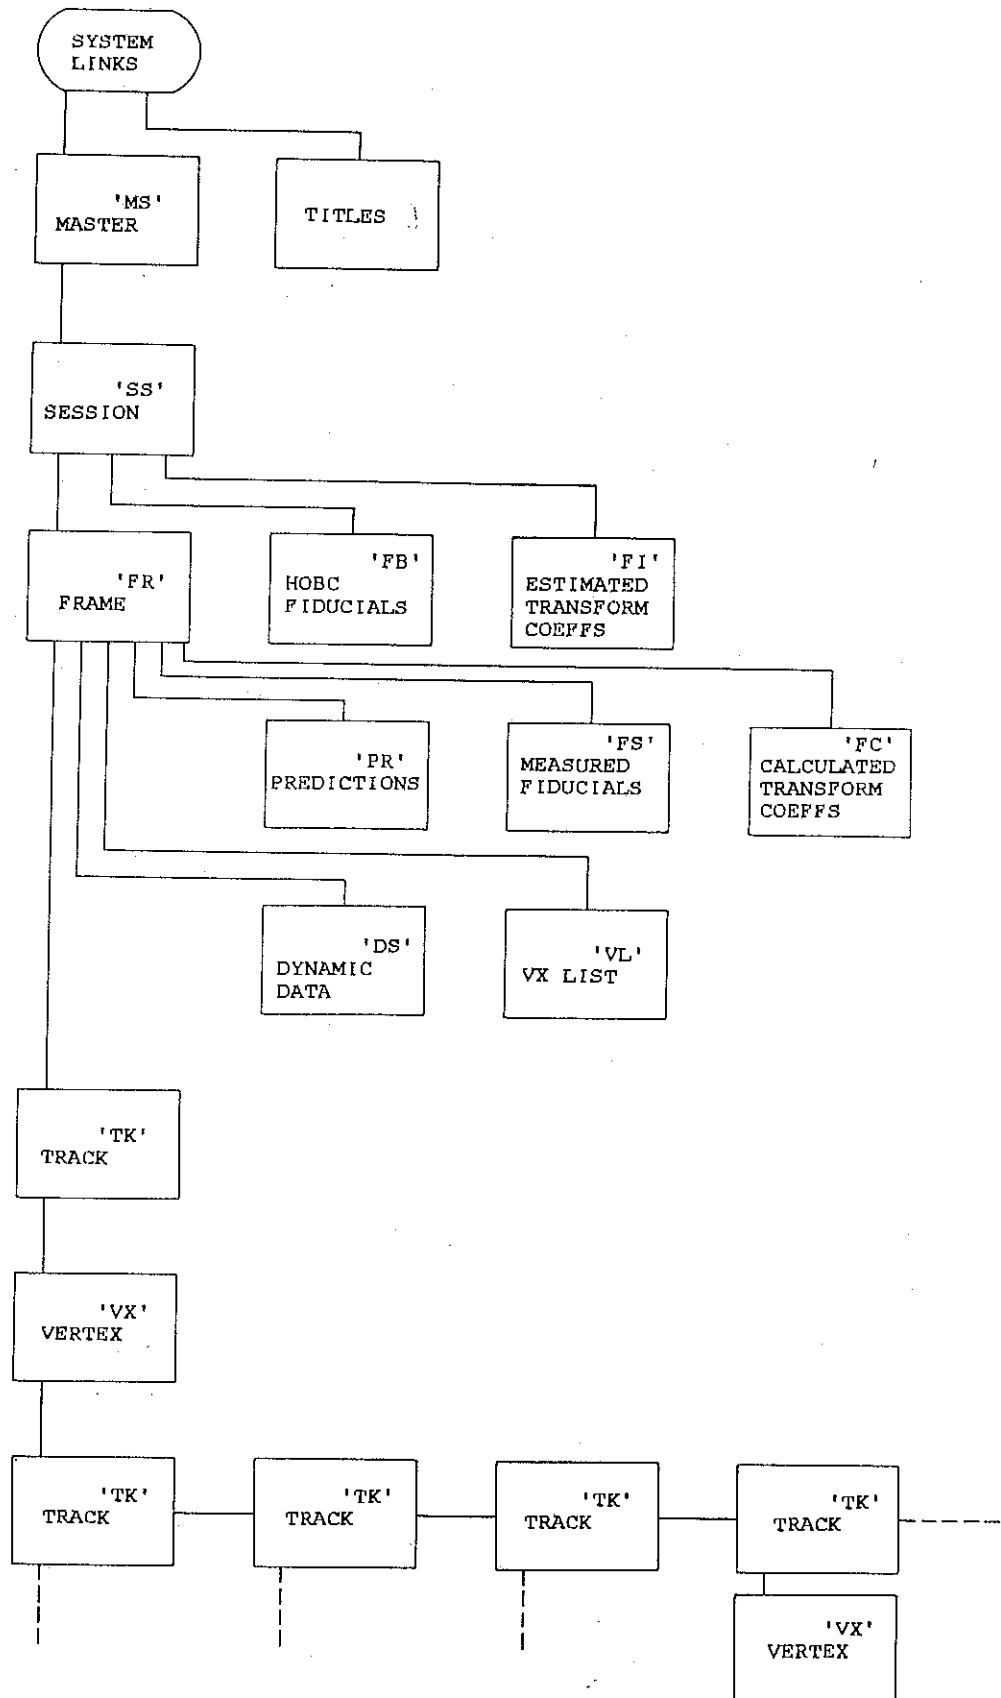 SYSTEM
LINKS
'MS'
MASTER
TITLES
'SS'
SESSION
'FR'
FRAME
'FB'
HOBC
FIDUCIALS
'FI'
ESTIMATED
TRANSFORM
COEFFS
'PR'
PREDICTIONS
'FS'
MEASURED
FIDUCIALS
'FC'
CALCULATED
TRANSFORM
COEFFS
'DS'
DYNAMIC
DATA
'VL'
VX LIST
'TK'
TRACK
'VX'
VERTEX
'TK'
TRACK
'TK'
TRACK
'TK'
TRACK
'TK'
TRACK
'VX'
VERTEX